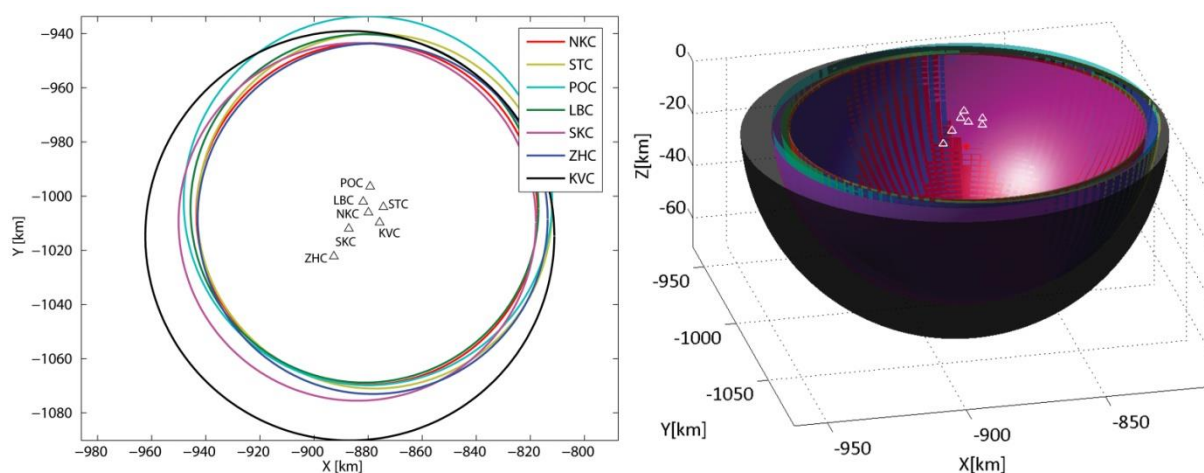 −940
−960
−980
−1000
−1020
−1040
−1060
−1080
Y [km]
−980
−960
−940
−920
−900
−880
−860
−840
−820
−800
X [km]
NKC
STC
POC
LBC
SKC
ZHC
KVC
POC
LBC
STC
NKC
KVC
SKC
ZHC
0
-20
-40
-60
Z[km]
-950
-1000
-1050
Y[km]
-950
-900
-850
X[km]